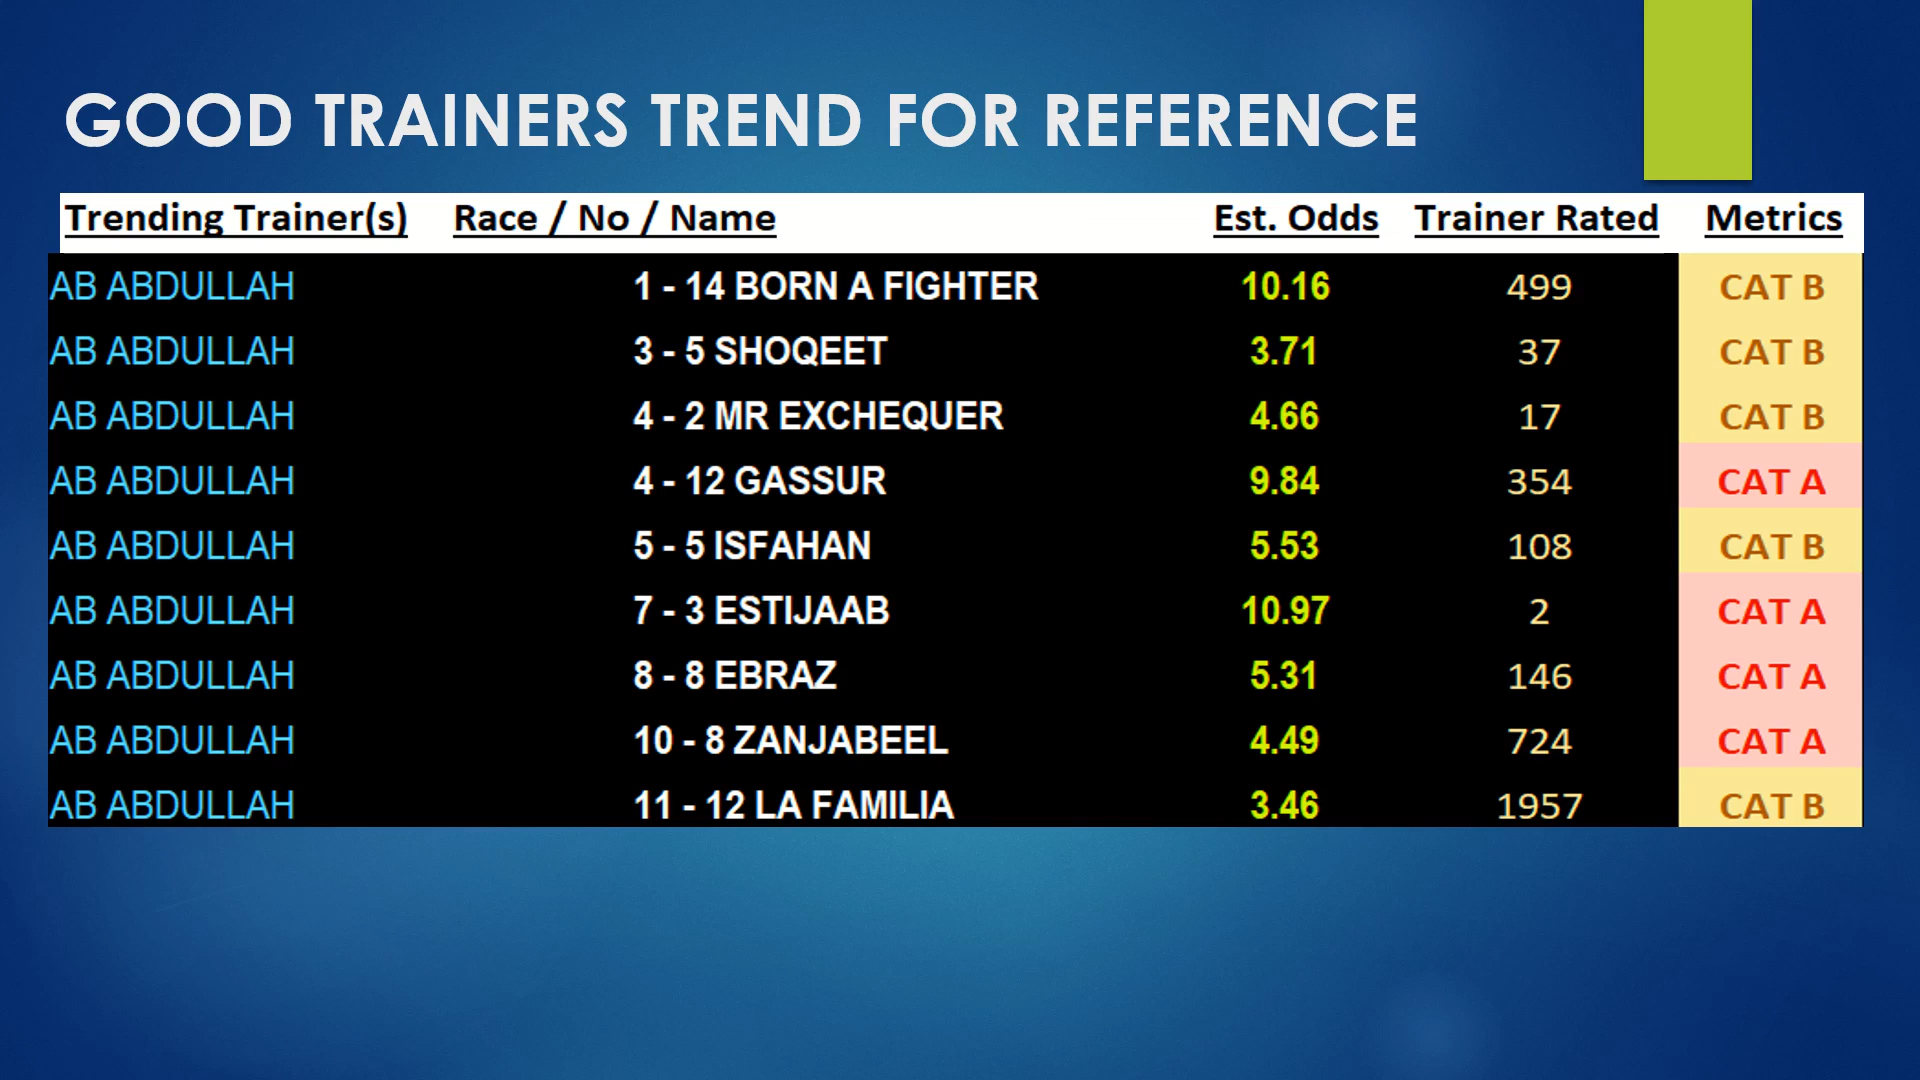 GOOD TRAINERS TREND FOR REFERENCE
Trending Trainer(s) Race / No / Name Est. Odds Trainer Rated Metrics
AB ABDULLAH 1 - 14 BORN A FIGHTER 10.16 499 CAT B
AB ABDULLAH 3 - 5 SHOQEET 3.71 37 CAT B
AB ABDULLAH 4 - 2 MR EXCHEQUER 4.66 17 CAT B
AB ABDULLAH 4 - 12 GASSUR 9.84 354 CAT A
AB ABDULLAH 5 - 5 ISFAHAN 5.53 108 CAT B
AB ABDULLAH 7 - 3 ESTIJAAB 10.97 2 CAT A
AB ABDULLAH 8 - 8 EBRAZ 5.31 146 CAT A
AB ABDULLAH 10 - 8 ZANJABEEL 4.49 724 CAT A
AB ABDULLAH 11 - 12 LA FAMILIA 3.46 1957 CAT B